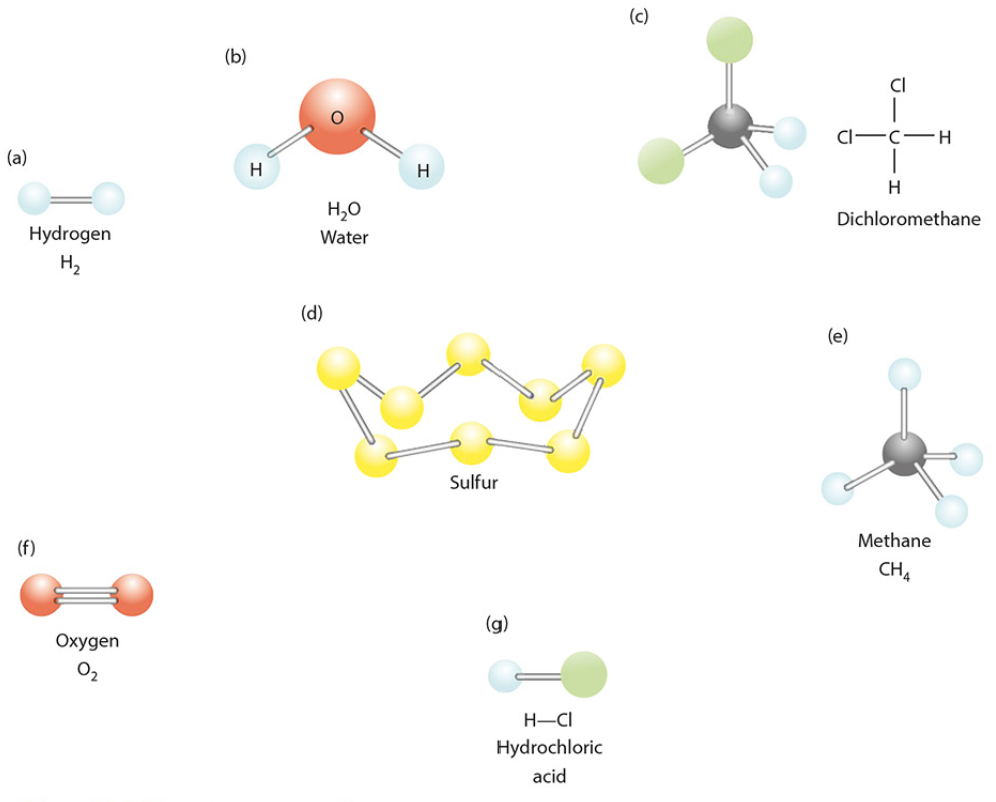 (a)
Hydrogen
H₂
(b)
O
H H
H₂O
Water
(c)
Cl
Cl—C—H
H
Dichloromethane
(d)
Sulfur
(e)
Methane
CH₄
(f)
Oxygen
O₂
(g)
H—Cl
Hydrochloric
acid